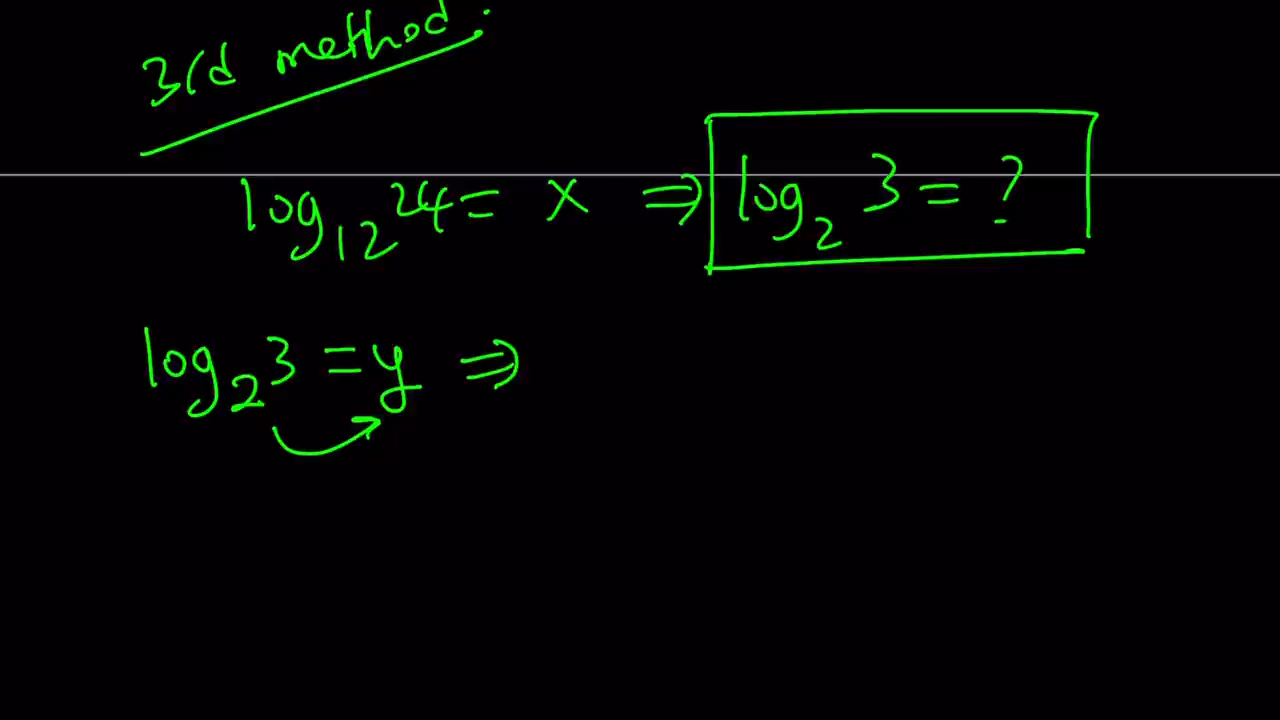 3rd method:
log₁₂24 = x ⇒ log₂3 = ?
log₂3 = y ⇒